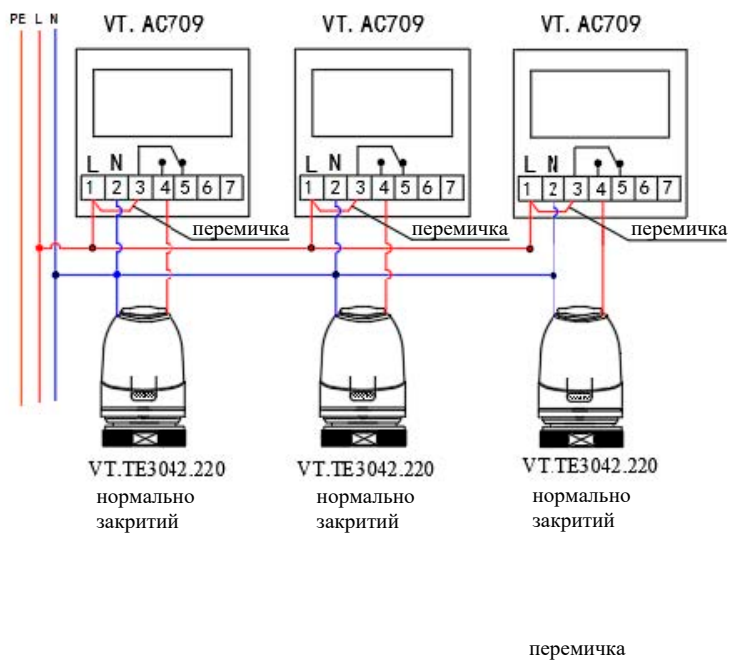 PE L N
VT. AC709 VT. AC709 VT. AC709
L N L N L N
1 2 3 4 5 6 7 1 2 3 4 5 6 7 1 2 3 4 5 6 7
перемичка перемичка перемичка
VT.TE3042.220 VT.TE3042.220 VT.TE3042.220
нормально нормально нормально
закритий закритий закритий
перемичка